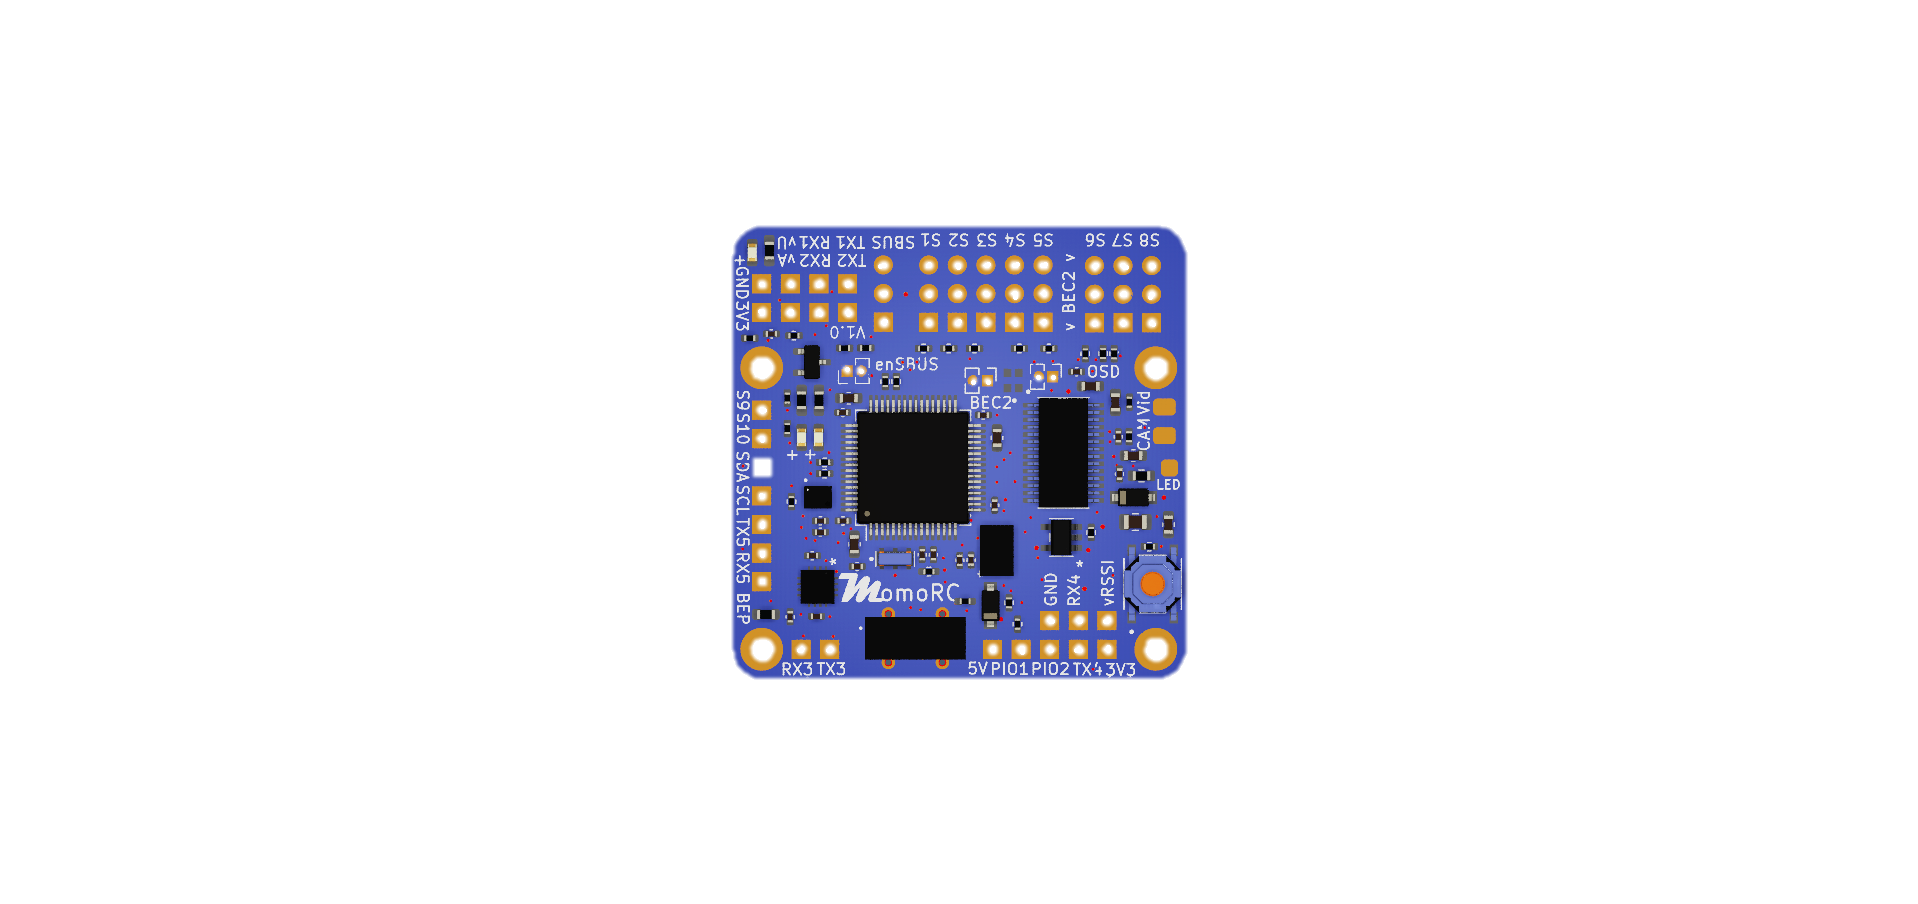 vU RX1 TX1 SBUS S1 S2 S3 S4 S5 S6 S7 S8
vA RX2 TX2
+ GND 3V3
v BEC2 v
V1.0
enSBUS
OSD
BEC2
Vid
CAM
LED
S9 S10 SDA SCL TX5 RX5 BEP
+ +
*
MomoRC
GND RX4 * vRSSI
RX3 TX3
5V PIO1 PIO2 TX4 3V3